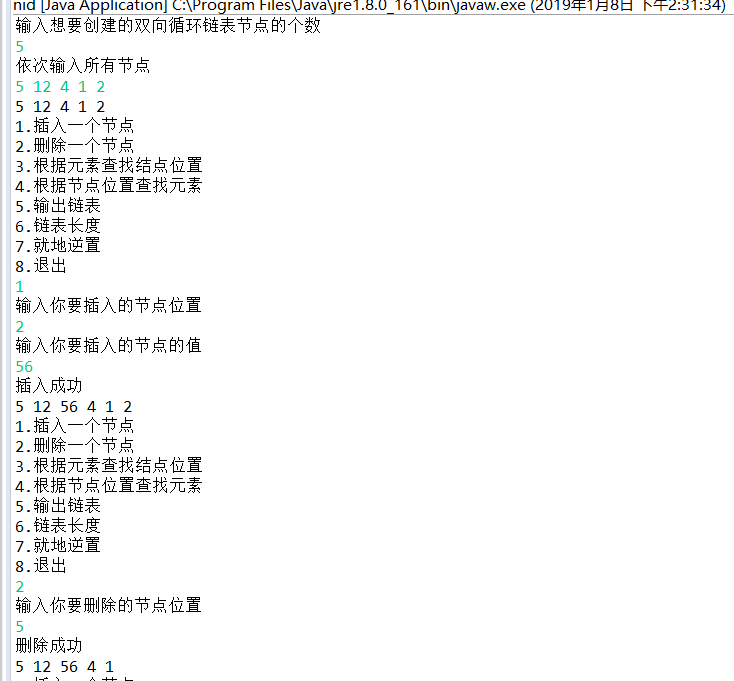 nid [Java Application] C:\Program Files\Java\jre1.8.0_161\bin\javaw.exe (2019年1月8日 下午2:31:34)
输入想要创建的双向循环链表节点的个数
5
依次输入所有节点
5 12 4 1 2
5 12 4 1 2
1.插入一个节点
2.删除一个节点
3.根据元素查找结点位置
4.根据节点位置查找元素
5.输出链表
6.链表长度
7.就地逆置
8.退出
1
输入你要插入的节点位置
2
输入你要插入的节点的值
56
插入成功
5 12 56 4 1 2
1.插入一个节点
2.删除一个节点
3.根据元素查找结点位置
4.根据节点位置查找元素
5.输出链表
6.链表长度
7.就地逆置
8.退出
2
输入你要删除的节点位置
5
删除成功
5 12 56 4 1
1.插入一个节点